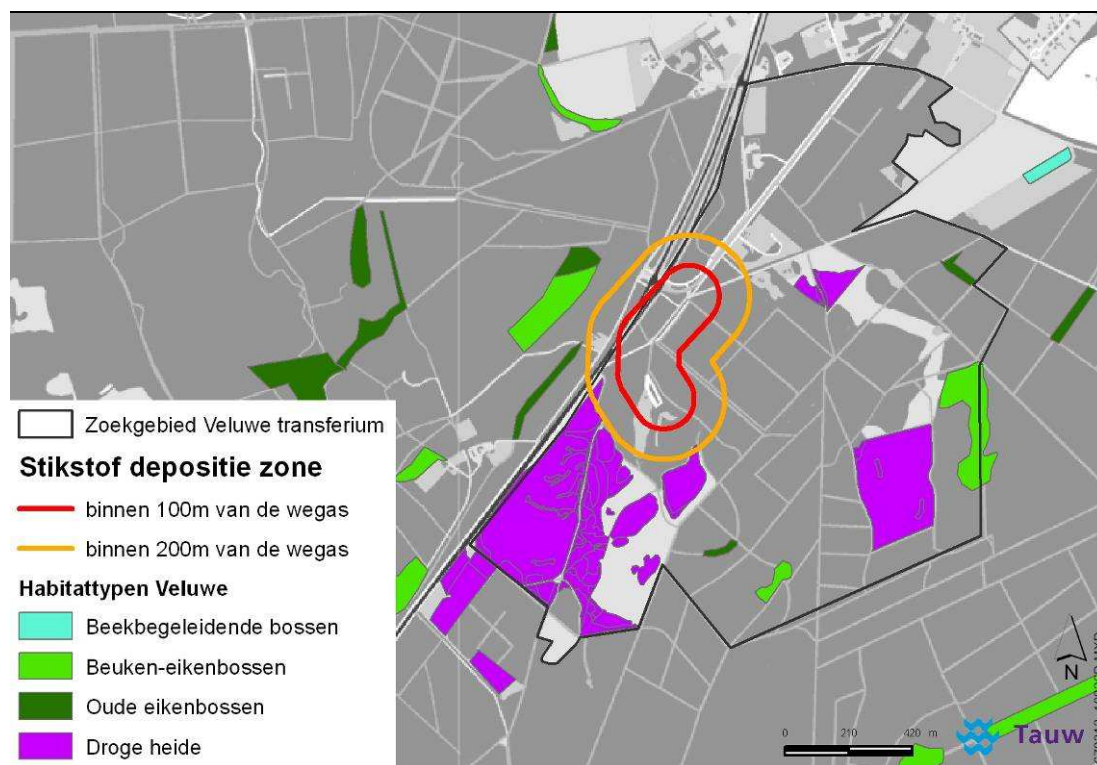 Zoekgebied Veluwe transferium
Stikstof depositie zone
binnen 100m van de wegas
binnen 200m van de wegas
Habitattypen Veluwe
Beekbegeleidende bossen
Beuken-eikenbossen
Oude eikenbossen
Droge heide
N
0 210 420 m
Tauw